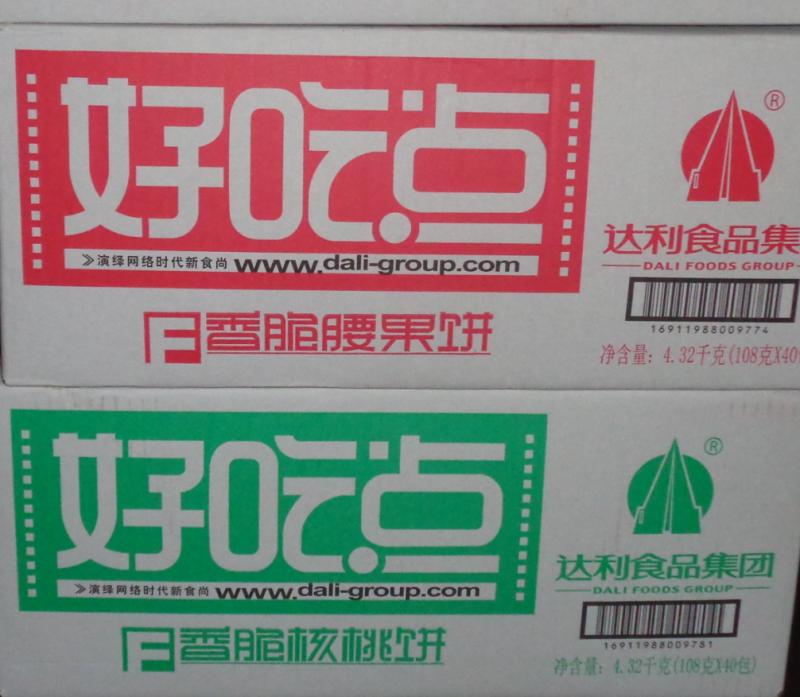 好吃点
®
演绎网络时代新食尚 www.dali-group.com
达利食品集
DALI FOODS GROUP
16911988009774
香脆腰果饼
净含量：4.32千克(108克X40
好吃点
®
演绎网络时代新食尚 www.dali-group.com
达利食品集团
DALI FOODS GROUP
16911988009781
香脆核桃饼
净含量：4.32千克(108克X40包)